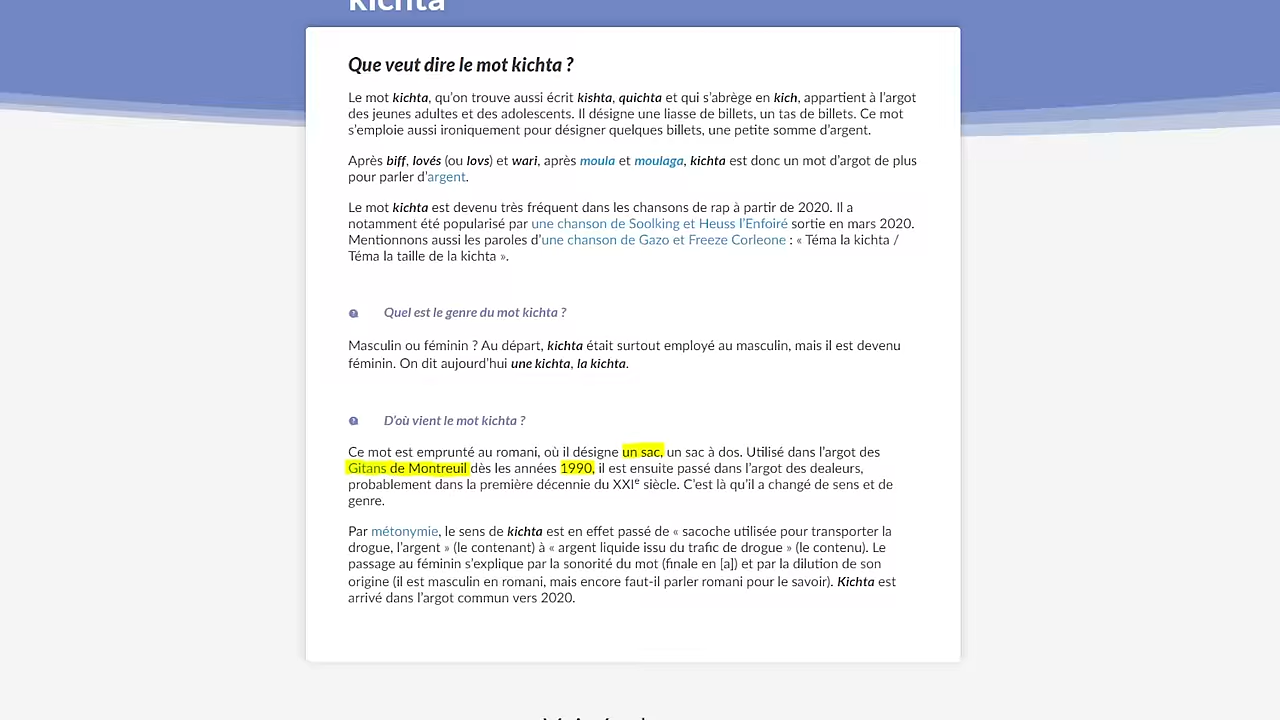 kichta
Que veut dire le mot kichta ?
Le mot kichta, qu’on trouve aussi écrit kishta, quichta et qui s’abrège en kich, appartient à l’argot
des jeunes adultes et des adolescents. Il désigne une liasse de billets, un tas de billets. Ce mot
s’emploie aussi ironiquement pour désigner quelques billets, une petite somme d’argent.
Après biff, lovés (ou lovs) et wari, après moula et moulaga, kichta est donc un mot d’argot de plus
pour parler d’argent.
Le mot kichta est devenu très fréquent dans les chansons de rap à partir de 2020. Il a
notamment été popularisé par une chanson de Soolking et Heuss l’Enfoiré sortie en mars 2020.
Mentionnons aussi les paroles d’une chanson de Gazo et Freeze Corleone : « Téma la kichta /
Téma la taille de la kichta ».
Quel est le genre du mot kichta ?
Masculin ou féminin ? Au départ, kichta était surtout employé au masculin, mais il est devenu
féminin. On dit aujourd’hui une kichta, la kichta.
D’où vient le mot kichta ?
Ce mot est emprunté au romani, où il désigne un sac, un sac à dos. Utilisé dans l’argot des
Gitans de Montreuil dès les années 1990, il est ensuite passé dans l’argot des dealeurs,
probablement dans la première décennie du XXIe siècle. C’est là qu’il a changé de sens et de
genre.
Par métonymie, le sens de kichta est en effet passé de « sacoche utilisée pour transporter la
drogue, l’argent » (le contenant) à « argent liquide issu du trafic de drogue » (le contenu). Le
passage au féminin s’explique par la sonorité du mot (finale en [a]) et par la dilution de son
origine (il est masculin en romani, mais encore faut-il parler romani pour le savoir). Kichta est
arrivé dans l’argot commun vers 2020.